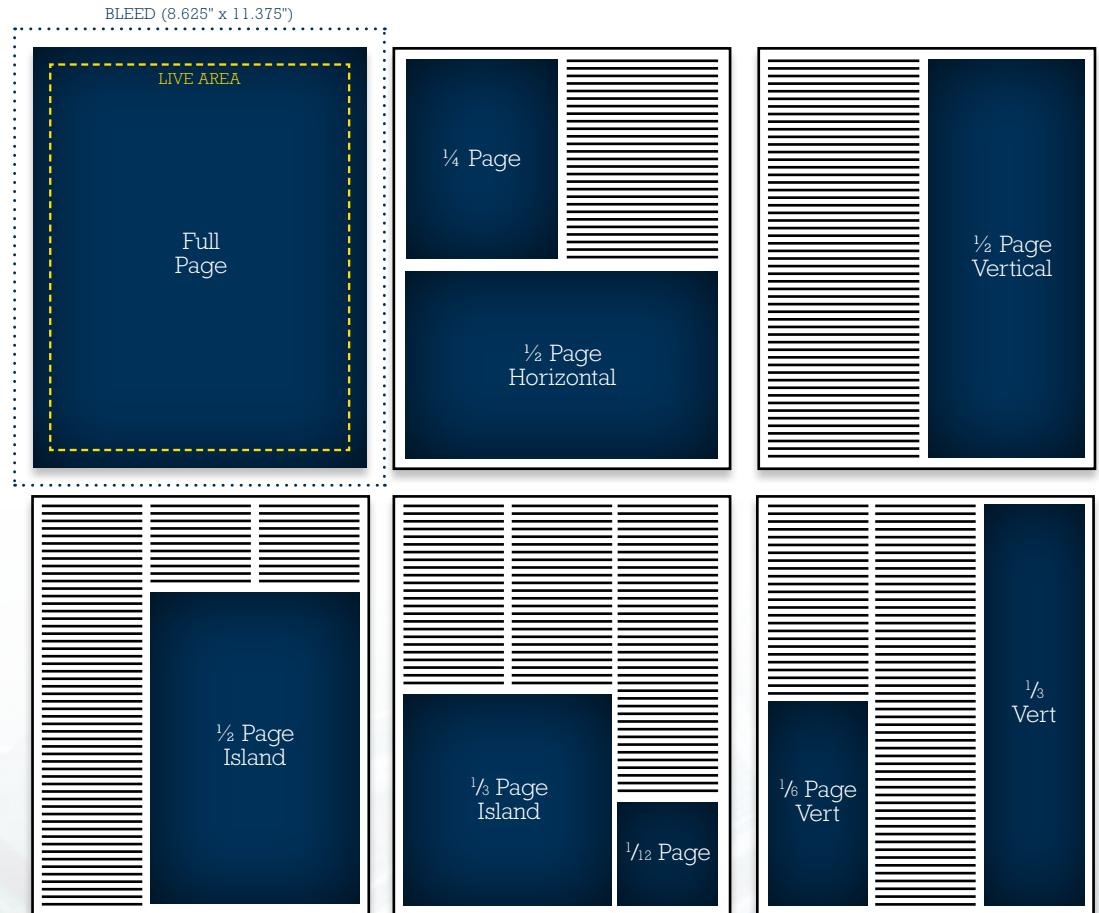 BLEED (8.625" x 11.375")
LIVE AREA
Full
Page
¼ Page
½ Page
Horizontal
½ Page
Vertical
½ Page
Island
⅓ Page
Island
1/12 Page
⅙ Page
Vert
⅓
Vert